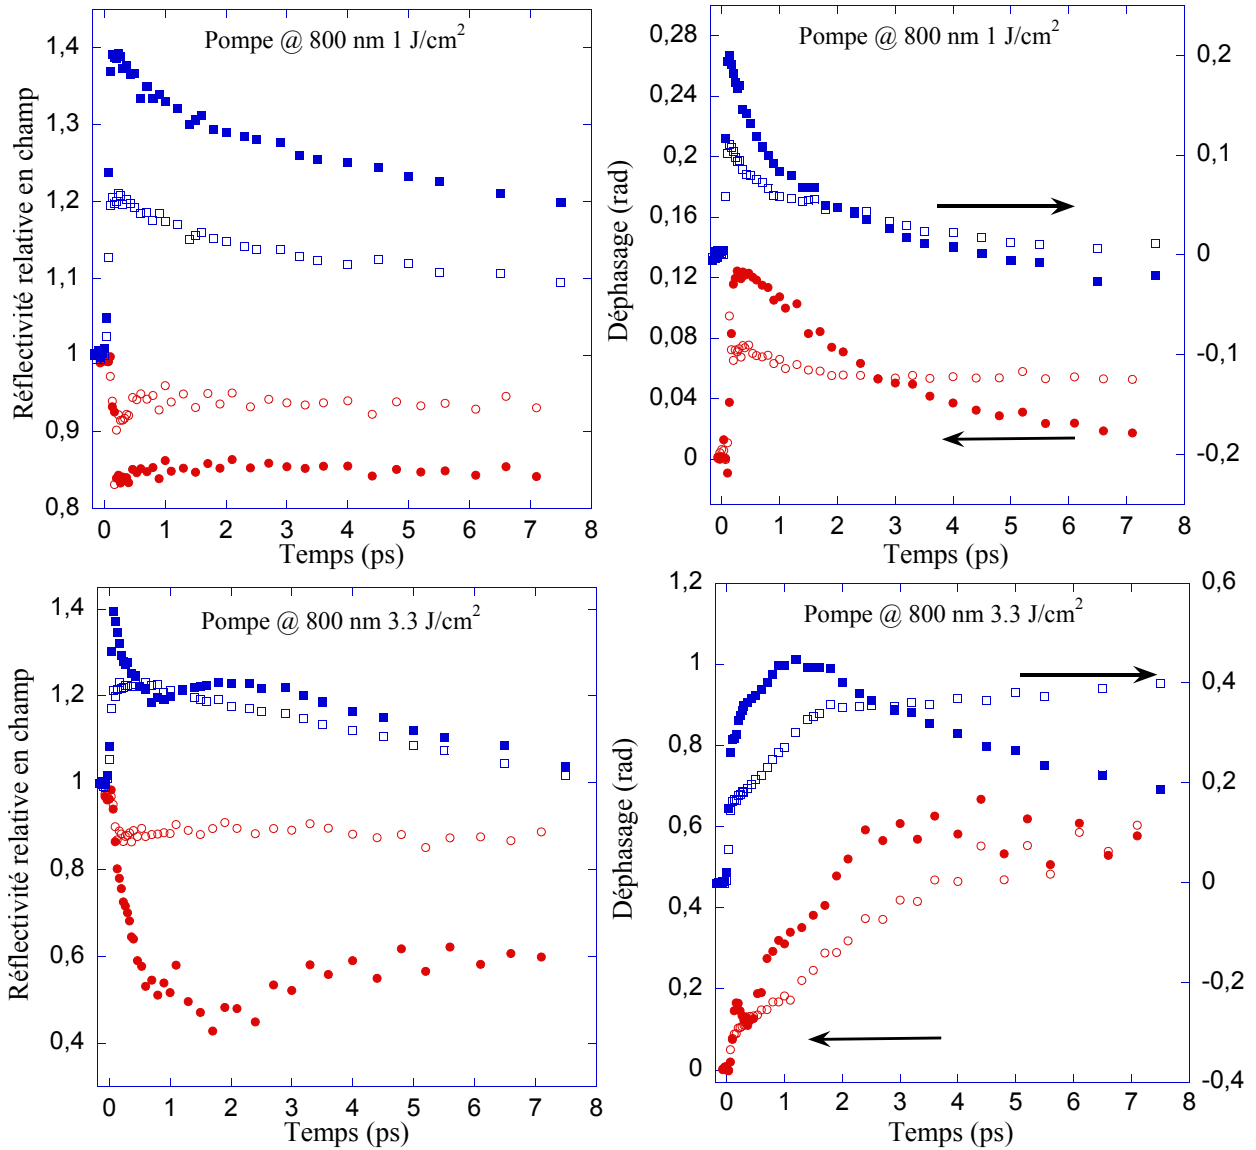 Pompe @ 800 nm 1 J/cm²
1,4
1,3
1,2
1,1
1
0,9
0,8
Réflectivité relative en champ
0 1 2 3 4 5 6 7 8
Temps (ps)
Pompe @ 800 nm 1 J/cm²
0,28
0,24
0,2
0,16
0,12
0,08
0,04
0
Déphasage (rad)
0,2
0,1
0
-0,1
-0,2
0 1 2 3 4 5 6 7 8
Temps (ps)
Pompe @ 800 nm 3.3 J/cm²
1,4
1,2
1
0,8
0,6
0,4
Réflectivité relative en champ
0 1 2 3 4 5 6 7 8
Temps (ps)
Pompe @ 800 nm 3.3 J/cm²
1,2
1
0,8
0,6
0,4
0,2
0
Déphasage (rad)
0,6
0,4
0,2
0
-0,2
-0,4
0 1 2 3 4 5 6 7 8
Temps (ps)